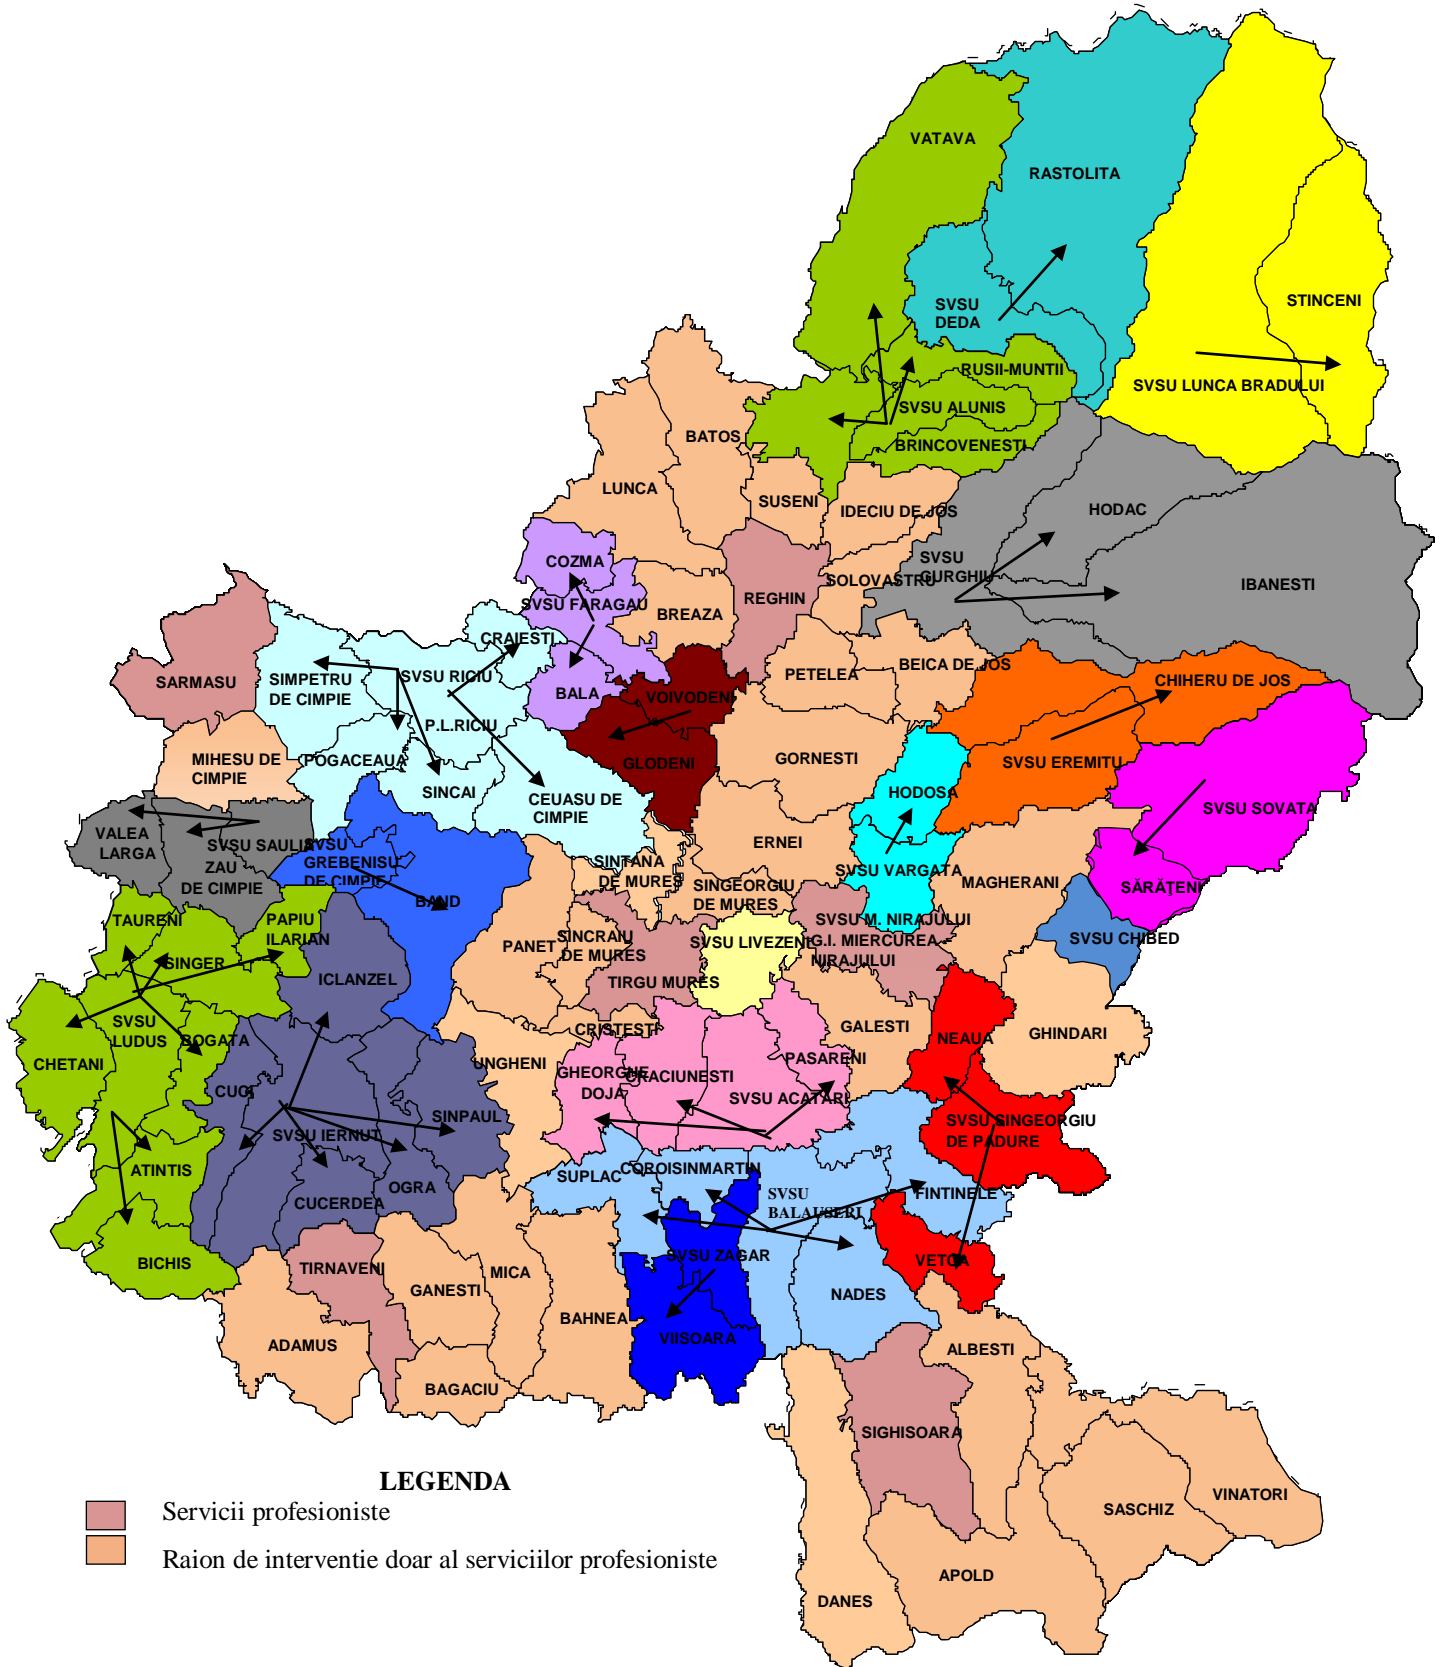 VATAVA
RASTOLITA
STINCENI
SVSU
DEDA
RUSII-MUNTII
SVSU LUNCA BRADULUI
SVSU ALUNIS
BRINCOVENESTI
BATOS
LUNCA
SUSENI
IDECIU DE JOS
HODAC
SVSU
GURGHIU
IBANESTI
COZMA
SOLOVASTRU
REGHIN
SVSU FARAGAU
BREAZA
CRAIESTI
SARMASU
SIMPETRU
DE CIMPIE
SVSU RICIU
BALA
VOIVODENI
PETELEA
BEICA DE JOS
CHIHERU DE JOS
P.L.RICIU
MIHESU DE
CIMPIE
POGACEAUA
GLODENI
GORNESTI
SVSU EREMITU
SINCAI
CEUASU DE
CIMPIE
HODOSA
SVSU SOVATA
VALEA
LARGA
SVSU SAULIA
ZAU
DE CIMPIE
SVSU
GREBENISU
DE CIMPIE
ERNEI
SINTANA
DE MURES
SVSU VARGATA
MAGHERANI
SĂRĂŢENI
BAND
SINGEORGIU
DE MURES
TAURENI
PAPIU
ILARIAN
SVSU M. NIRAJULUI
G.I. MIERCUREA
NIRAJULUI
SVSU CHIBED
SINGER
PANET
SINCRAIU
DE MURES
SVSU LIVEZENI
ICLANZEL
TIRGU MURES
SVSU
LUDUS
BOGATA
CRISTESTI
GALESTI
NEAUA
GHINDARI
CHETANI
UNGHENI
PASARENI
CUCI
GHEORGHE
DOJA
CRACIUNESTI
SVSU ACATARI
SINPAUL
SVSU IERNUT
SVSU SINGEORGIU
DE PADURE
ATINTIS
SUPLAC
COROISINMARTIN
OGRA
CUCERDEA
SVSU
BALAUSERI
FINTINELE
BICHIS
TIRNAVENI
SVSU ZAGAR
VETCA
MICA
GANESTI
NADES
BAHNEA
VIISOARA
ADAMUS
ALBESTI
BAGACIU
SIGHISOARA
LEGENDA
Servicii profesioniste
Raion de interventie doar al serviciilor profesioniste
VINATORI
SASCHIZ
APOLD
DANES